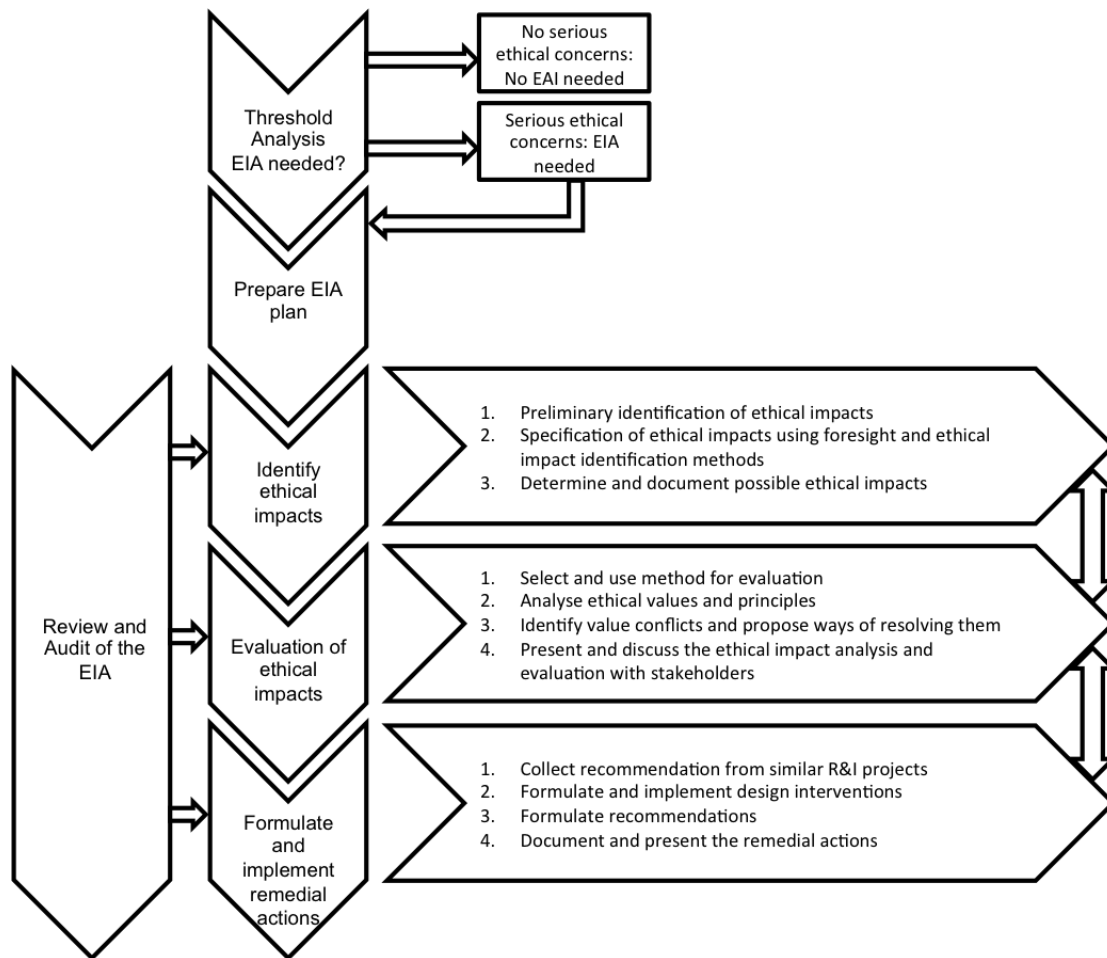 No serious
ethical concerns:
No EAI needed
Threshold
Analysis
EIA needed?
Serious ethical
concerns: EIA
needed
Prepare EIA
plan
Identify
ethical
impacts
1. Preliminary identification of ethical impacts
2. Specification of ethical impacts using foresight and ethical
impact identification methods
3. Determine and document possible ethical impacts
Review and
Audit of the
EIA
Evaluation of
ethical
impacts
1. Select and use method for evaluation
2. Analyse ethical values and principles
3. Identify value conflicts and propose ways of resolving them
4. Present and discuss the ethical impact analysis and
evaluation with stakeholders
Formulate
and
implement
remedial
actions
1. Collect recommendation from similar R&I projects
2. Formulate and implement design interventions
3. Formulate recommendations
4. Document and present the remedial actions